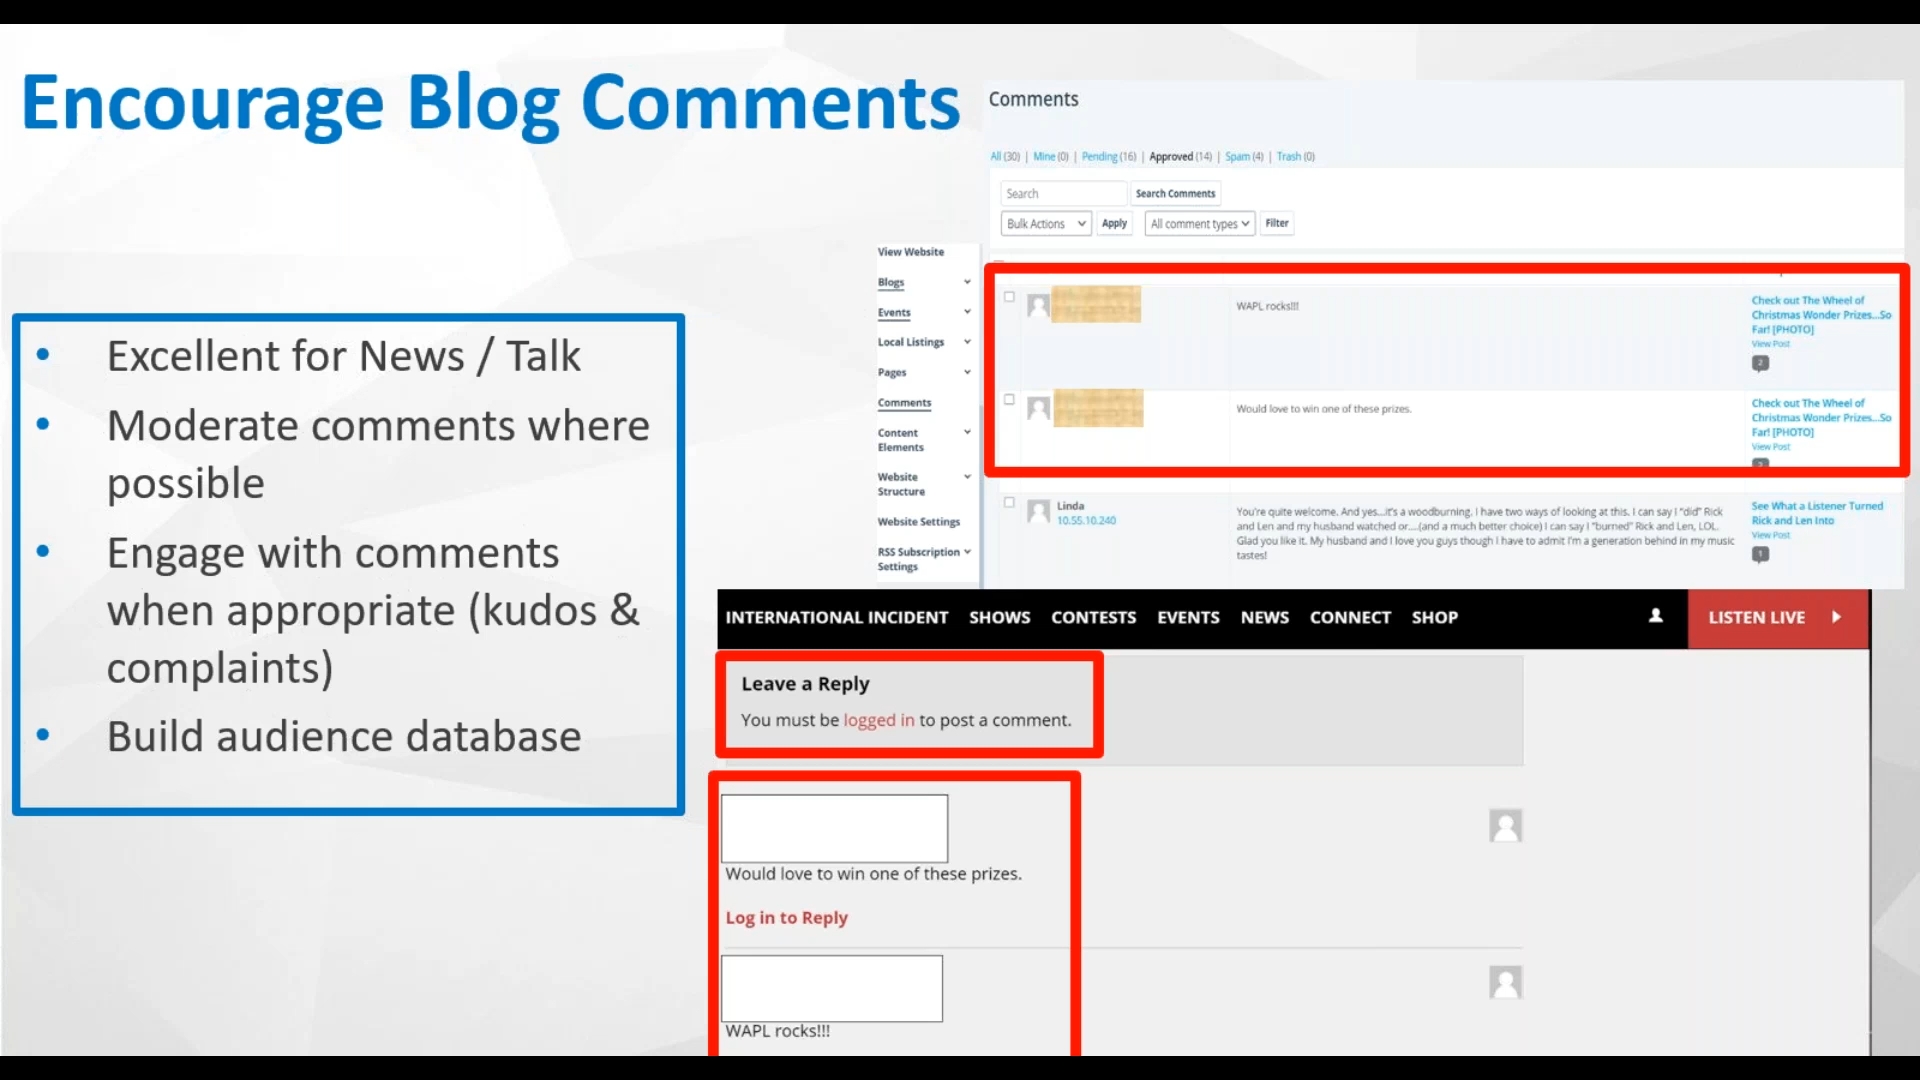 Encourage Blog Comments
• Excellent for News / Talk
• Moderate comments where
possible
• Engage with comments
when appropriate (kudos &
complaints)
• Build audience database
Comments
All (30) | Mine (0) | Pending (16) | Approved (14) | Spam (4) | Trash (0)
Search
Search Comments
Bulk Actions
Apply
All comment types
Filter
View Website
Blogs
Events
Local Listings
Pages
Comments
Content
Elements
Website
Structure
Website Settings
RSS Subscription
Settings
WAPL rocks!!!
Check out The Wheel of
Christmas Wonder Prizes...So
Far! [PHOTO]
View Post
2
Would love to win one of these prizes.
Check out The Wheel of
Christmas Wonder Prizes...So
Far! [PHOTO]
View Post
Linda
10.55.10.240
You're quite welcome. And yes...it's a woodburning. I have two ways of looking at this. I can say I "did" Rick
and Len and my husband watched or....(and a much better choice) I can say I "burned" Rick and Len, LOL.
Glad you like it. My husband and I love you guys though I have to admit I'm a generation behind in my music
tastes!
See What a Listener Turned
Rick and Len Into
View Post
1
INTERNATIONAL INCIDENT SHOWS CONTESTS EVENTS NEWS CONNECT SHOP
LISTEN LIVE
Leave a Reply
You must be logged in to post a comment.
Would love to win one of these prizes.
Log in to Reply
WAPL rocks!!!